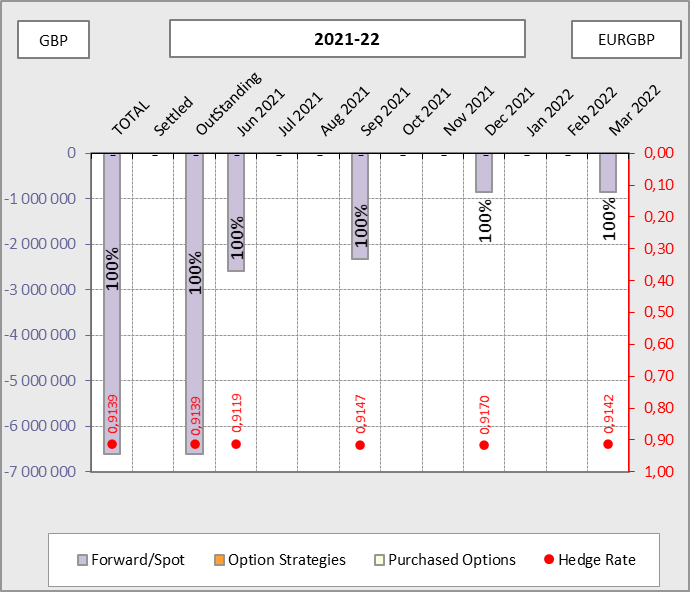 GBP
2021-22
EURGBP
TOTAL
Settled
OutStanding
Jun 2021
Jul 2021
Aug 2021
Sep 2021
Oct 2021
Nov 2021
Dec 2021
Jan 2022
Feb 2022
Mar 2022
0
-1 000 000
-2 000 000
-3 000 000
-4 000 000
-5 000 000
-6 000 000
-7 000 000
100%
100%
100%
100%
100%
100%
0,9139
0,9139
0,9119
0,9147
0,9170
0,9142
0,00
0,10
0,20
0,30
0,40
0,50
0,60
0,70
0,80
0,90
1,00
Forward/Spot Option Strategies Purchased Options Hedge Rate